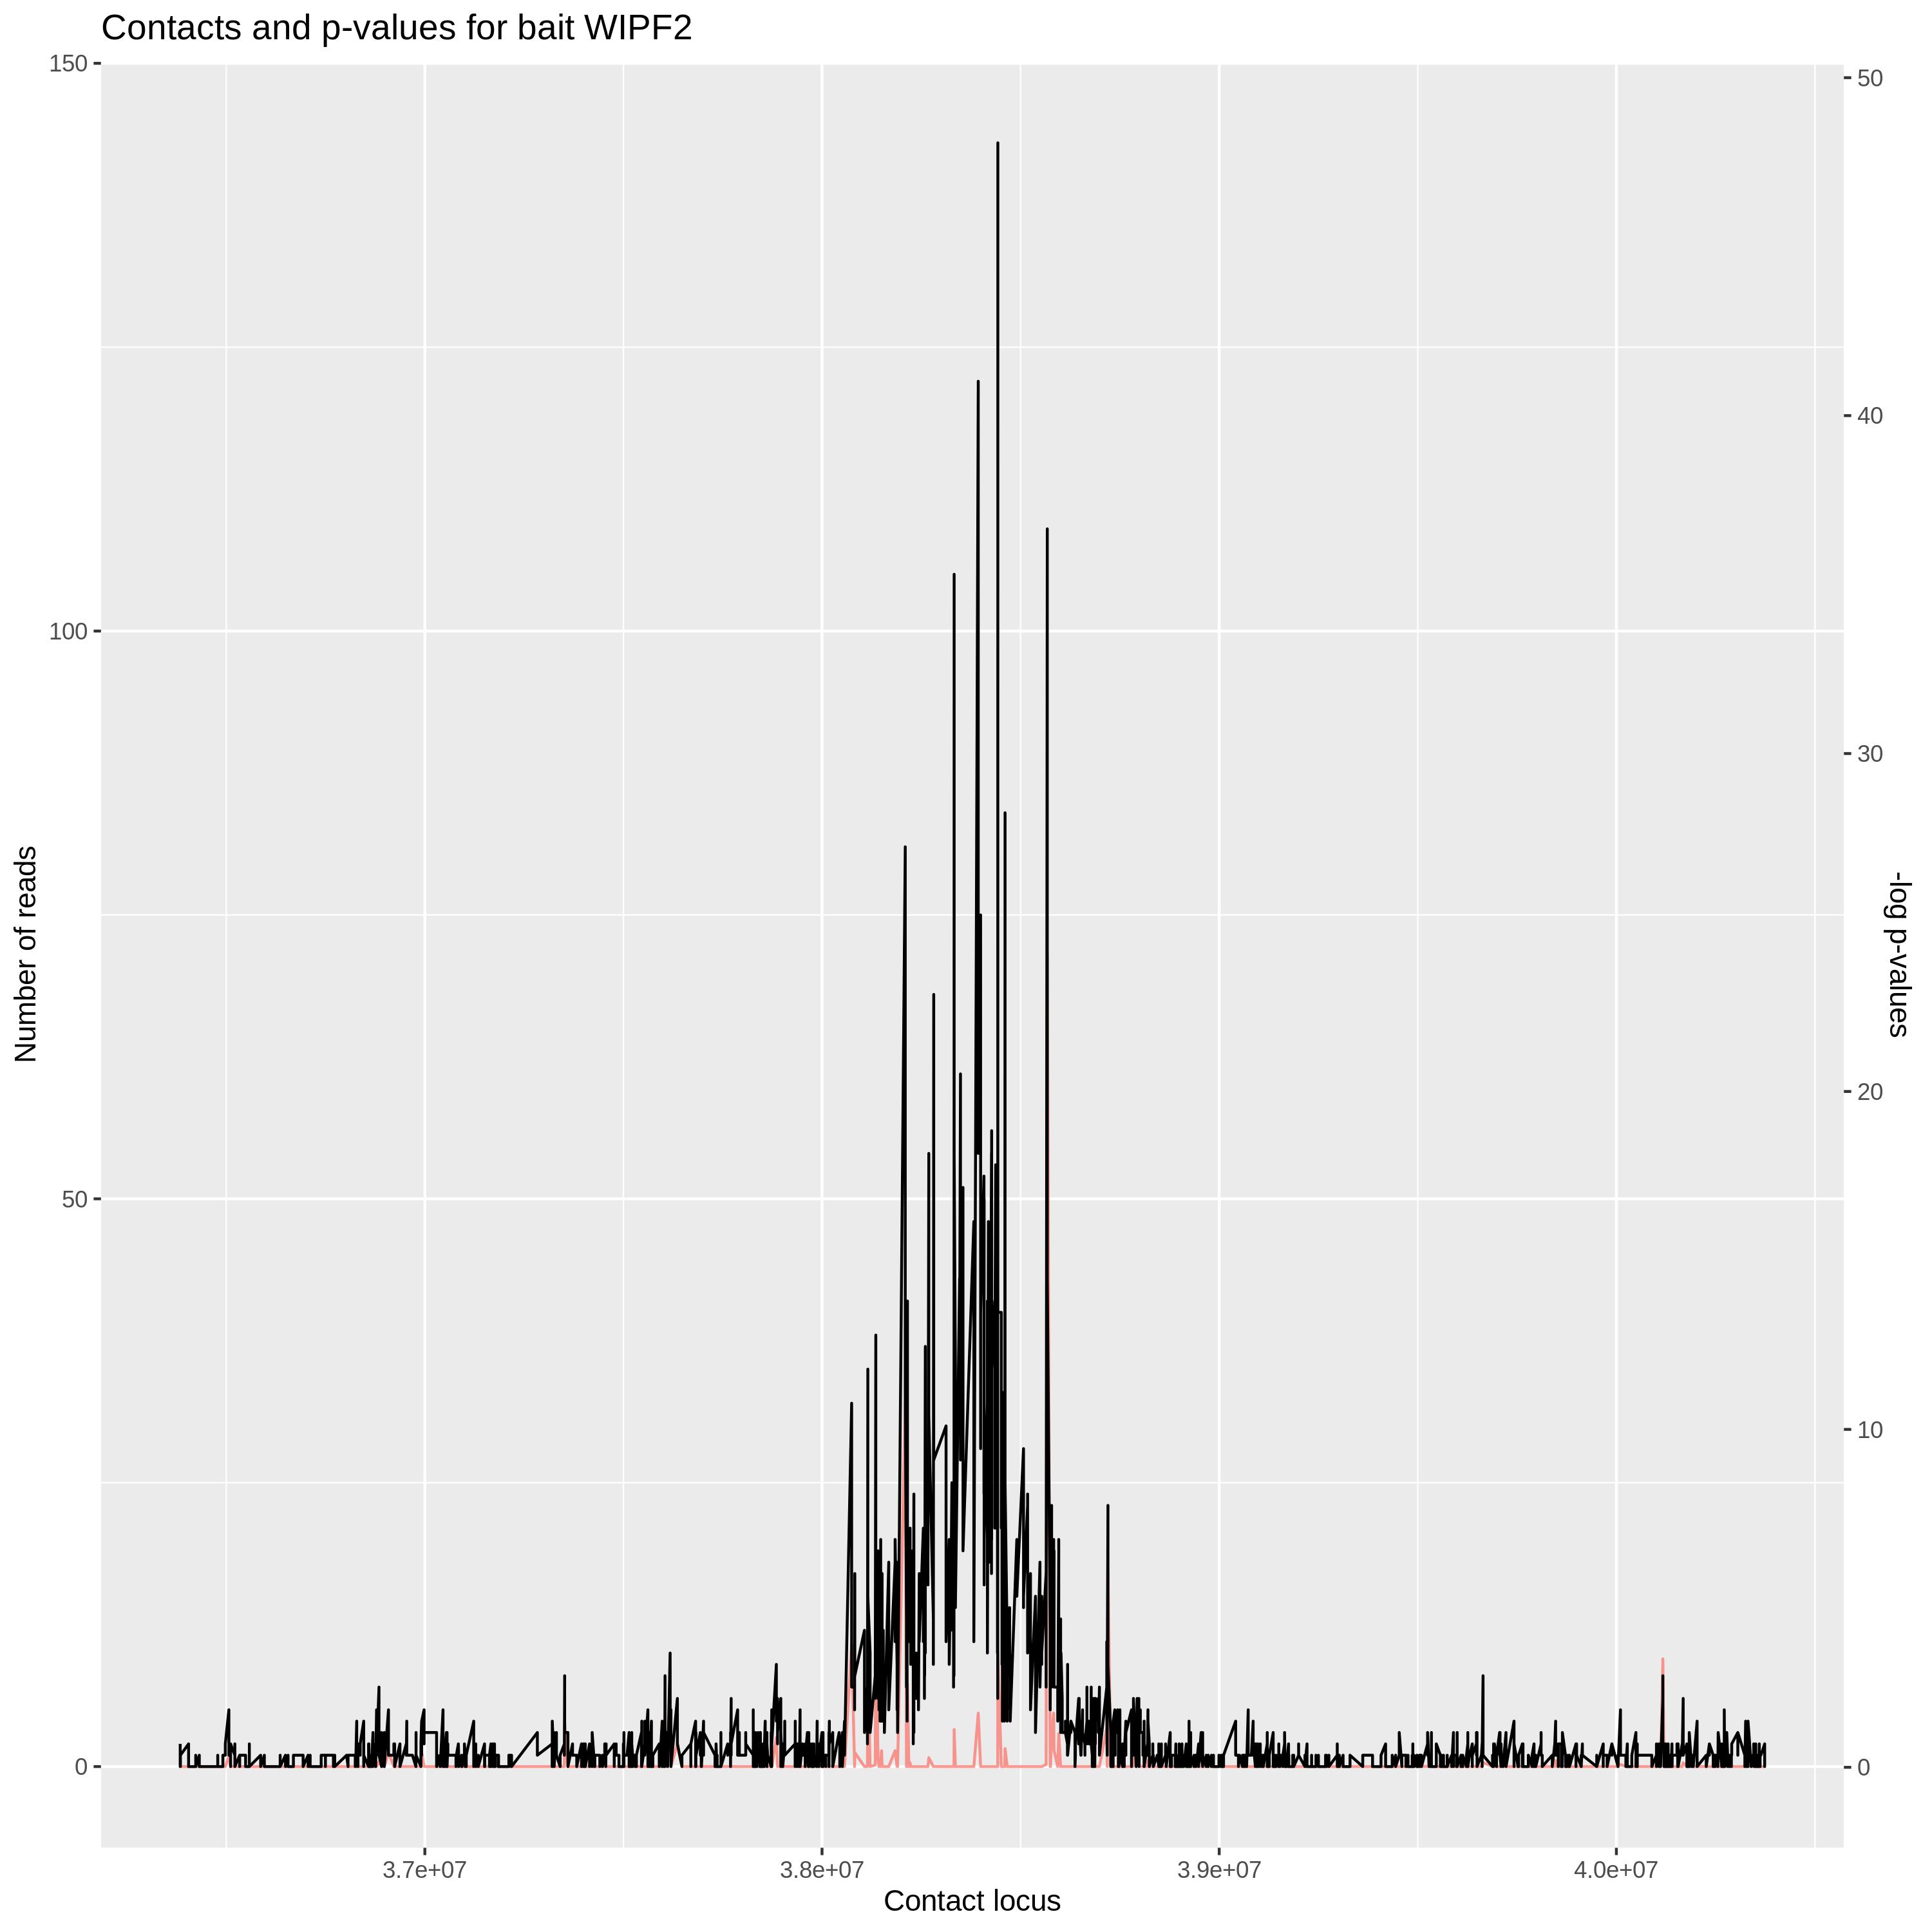 Contacts and p-values for bait WIPF2
150
100
50
0
Number of reads
50
40
30
20
10
0
-log p-values
3.7e+07
3.8e+07
3.9e+07
4.0e+07
Contact locus